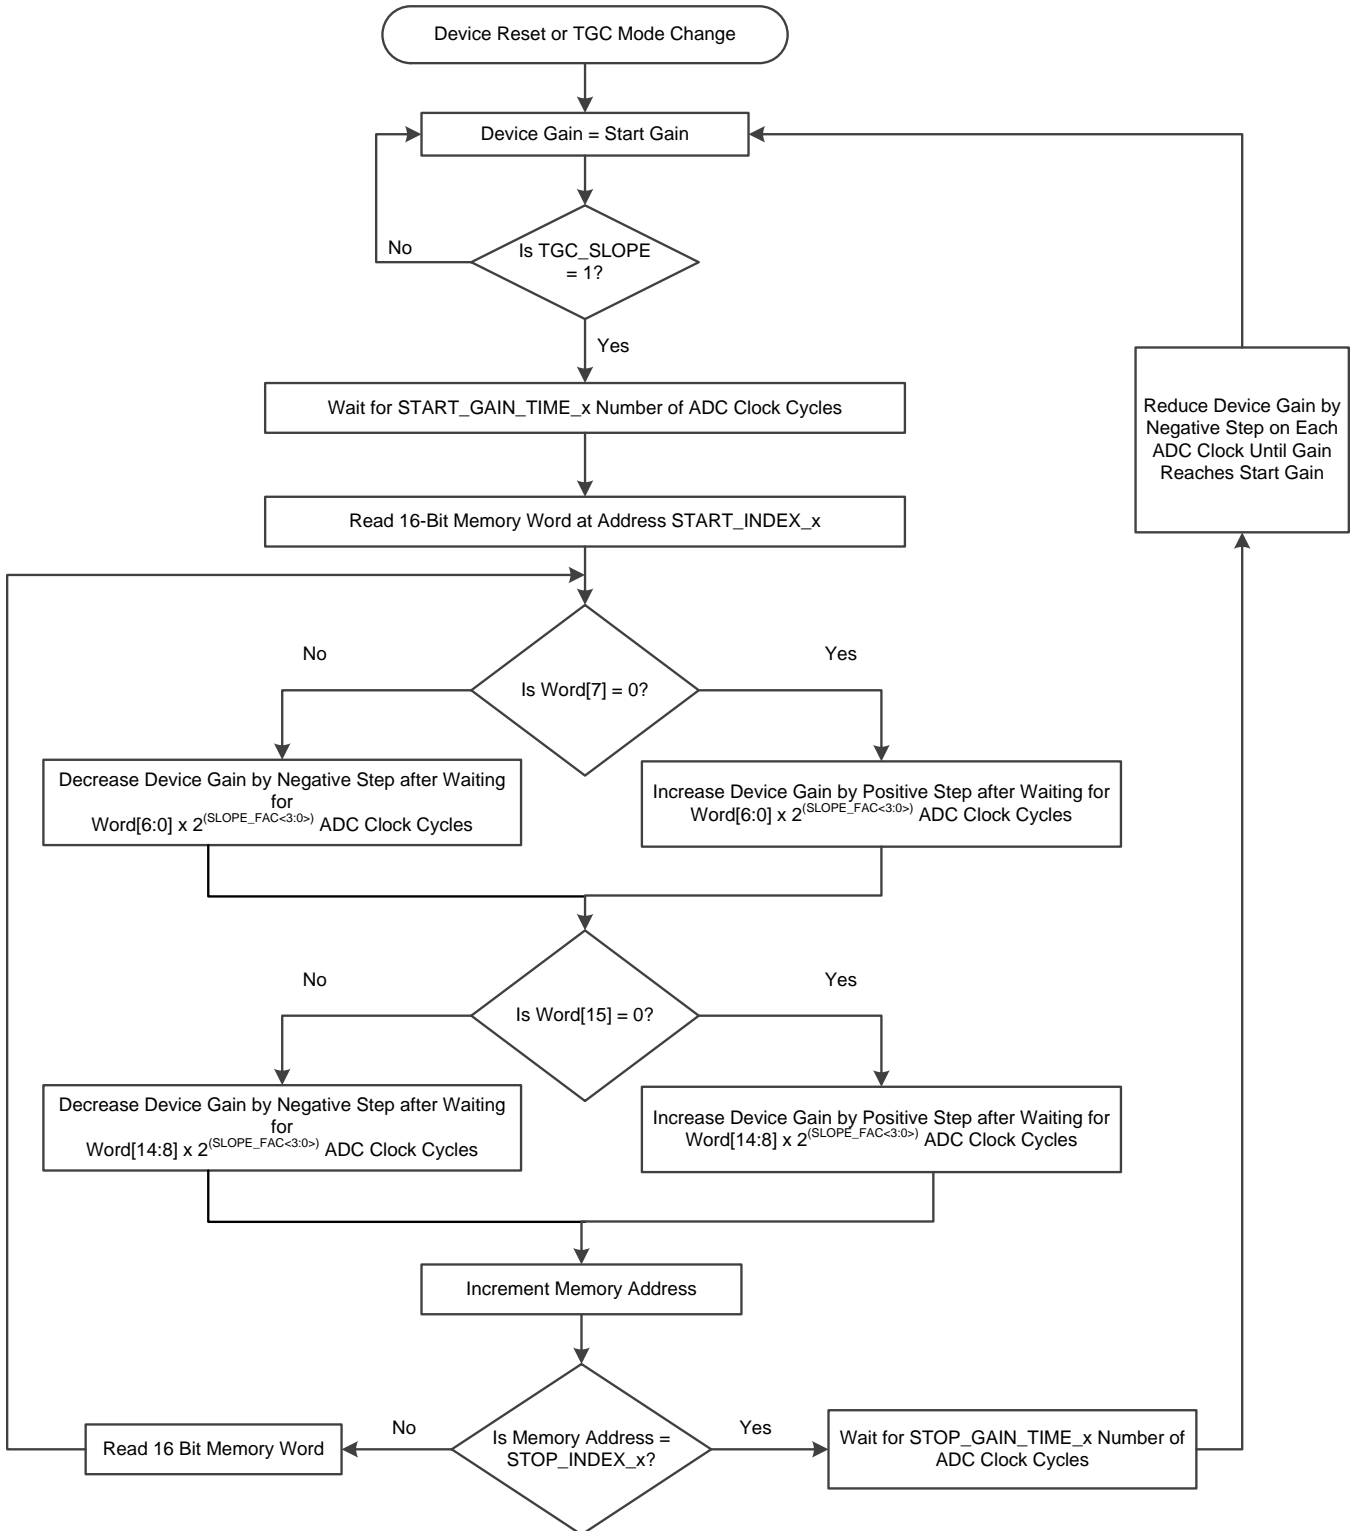 Device Reset or TGC Mode Change
Device Gain = Start Gain
No
Is TGC_SLOPE
= 1?
Yes
Wait for START_GAIN_TIME_x Number of ADC Clock Cycles
Reduce Device Gain by
Negative Step on Each
ADC Clock Until Gain
Reaches Start Gain
Read 16-Bit Memory Word at Address START_INDEX_x
No
Yes
Is Word[7] = 0?
Decrease Device Gain by Negative Step after Waiting
for
Word[6:0] x 2^(SLOPE_FAC<3:0>) ADC Clock Cycles
Increase Device Gain by Positive Step after Waiting for
Word[6:0] x 2^(SLOPE_FAC<3:0>) ADC Clock Cycles
No
Yes
Is Word[15] = 0?
Decrease Device Gain by Negative Step after Waiting
for
Word[14:8] x 2^(SLOPE_FAC<3:0>) ADC Clock Cycles
Increase Device Gain by Positive Step after Waiting for
Word[14:8] x 2^(SLOPE_FAC<3:0>) ADC Clock Cycles
Increment Memory Address
Read 16 Bit Memory Word
No
Is Memory Address =
STOP_INDEX_x?
Yes
Wait for STOP_GAIN_TIME_x Number of
ADC Clock Cycles